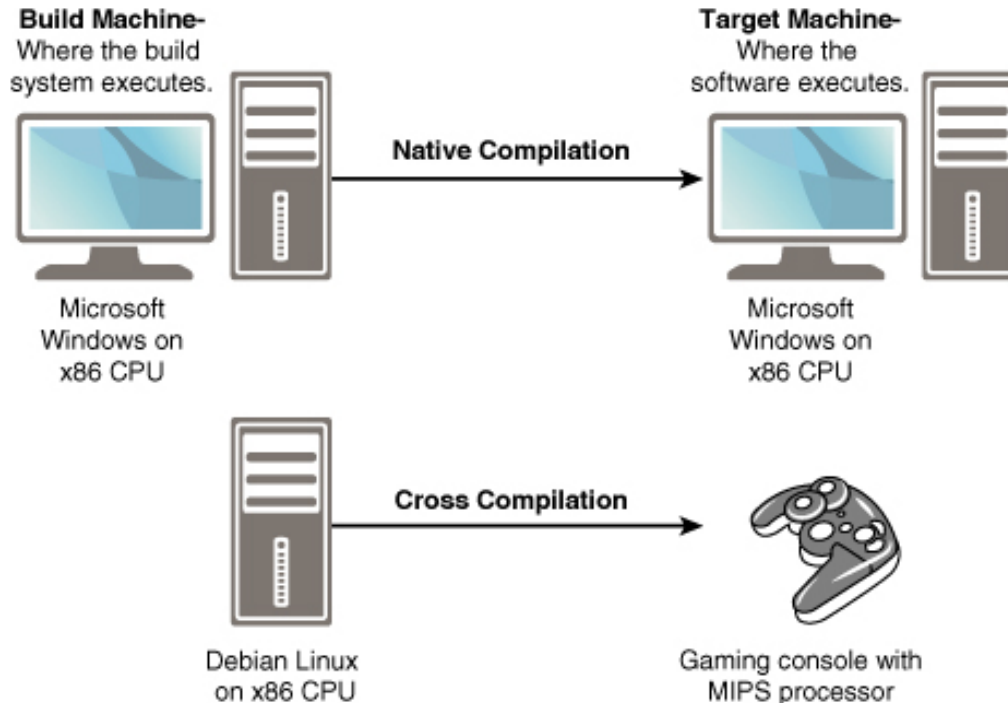 Build Machine-
Where the build
system executes.
Target Machine-
Where the
software executes.
Native Compilation
Microsoft
Windows on
x86 CPU
Microsoft
Windows on
x86 CPU
Cross Compilation
Debian Linux
on x86 CPU
Gaming console with
MIPS processor